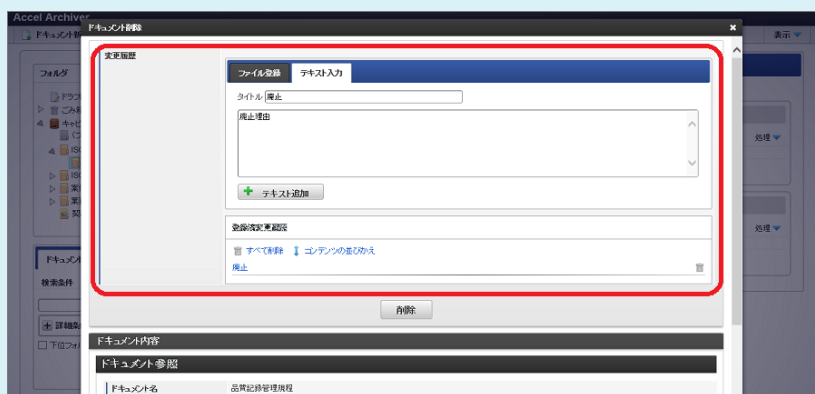 Accel Archiver
ドキュメント削除
表示
変更履歴
ファイル登録 テキスト入力
フォルダ
タイトル 廃止
廃止理由
処理
テキスト追加
登録済変更履歴
処理
すべて削除 コンテンツの並びかえ
廃止
検索条件
削除
ドキュメント内容
ドキュメント参照
ドキュメント名 品質記録管理規程